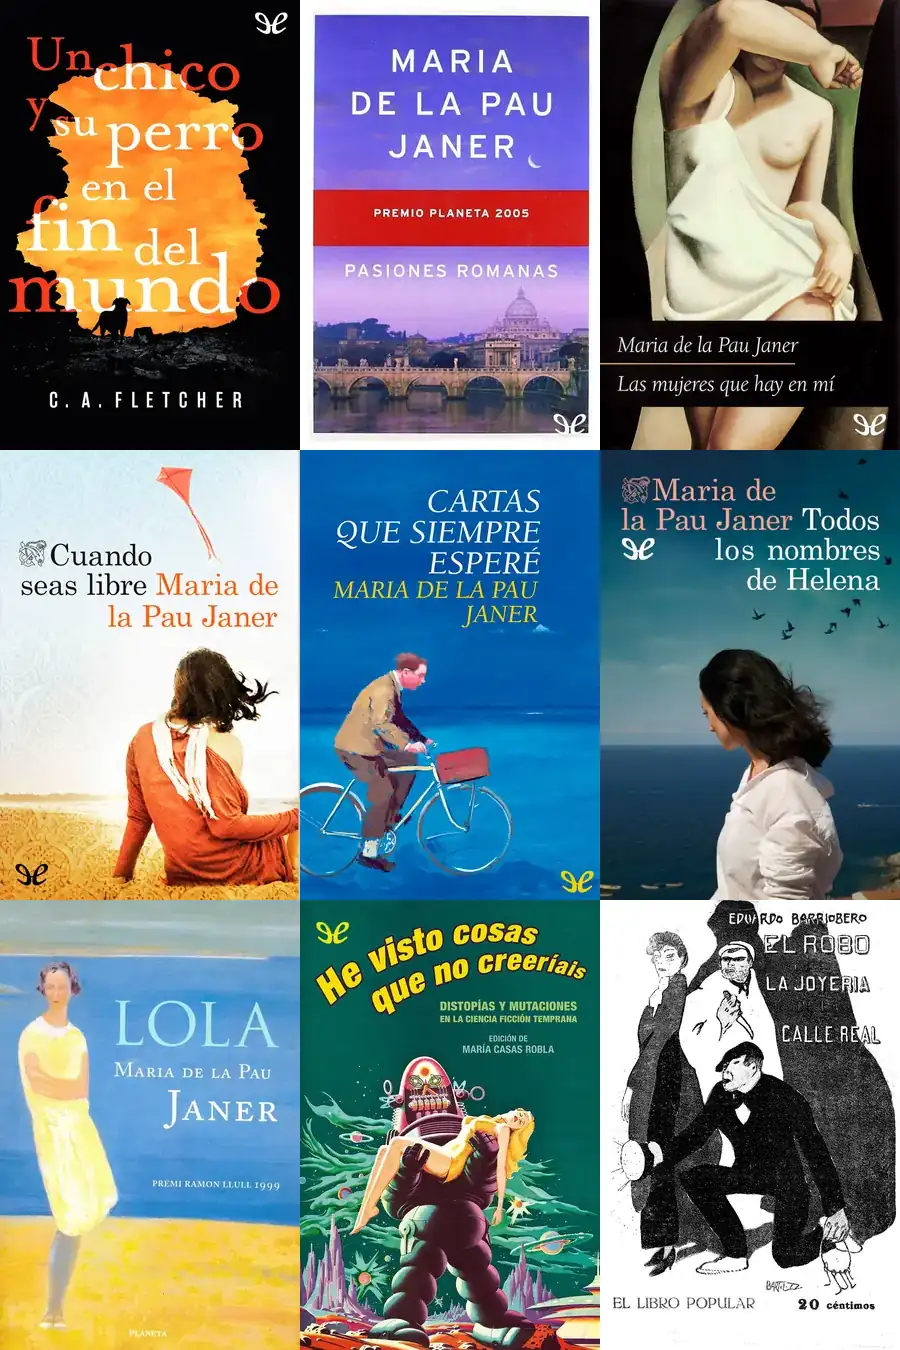 Un chico
y su perro
en el
fin del
mundo
C. A. FLETCHER
MARIA
DE LA PAU
JANER
PREMIO PLANETA 2005
PASIONES ROMANAS
Maria de la Pau Janer
Las mujeres que hay en mí
Cuando
seas libre Maria de
la Pau Janer
CARTAS
QUE SIEMPRE
ESPERÉ
MARIA DE LA PAU
JANER
Maria de
la Pau Janer Todos
los nombres
de Helena
LOLA
MARIA DE LA PAU
JANER
PREMI RAMON LLULL 1999
PLANETA
He visto cosas
que no creeríais
DISTOPÍAS Y MUTACIONES
EN LA CIENCIA FICCIÓN TEMPRANA
EDICIÓN DE
MARÍA CASAS ROBLA
EDUARDO BARRIOBERO
EL ROBO
LA JOYERIA
CALLE REAL
EL LIBRO POPULAR
20 céntimos